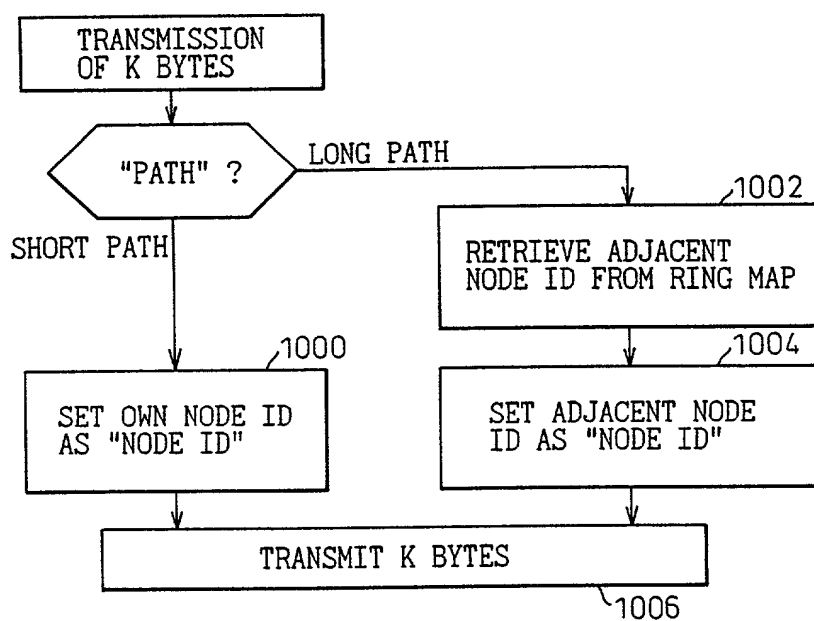 TRANSMISSION
OF K BYTES
"PATH" ?
LONG PATH
SHORT PATH
1002
RETRIEVE ADJACENT
NODE ID FROM RING MAP
1000
SET OWN NODE ID
AS "NODE ID"
1004
SET ADJACENT NODE
ID AS "NODE ID"
TRANSMIT K BYTES
1006